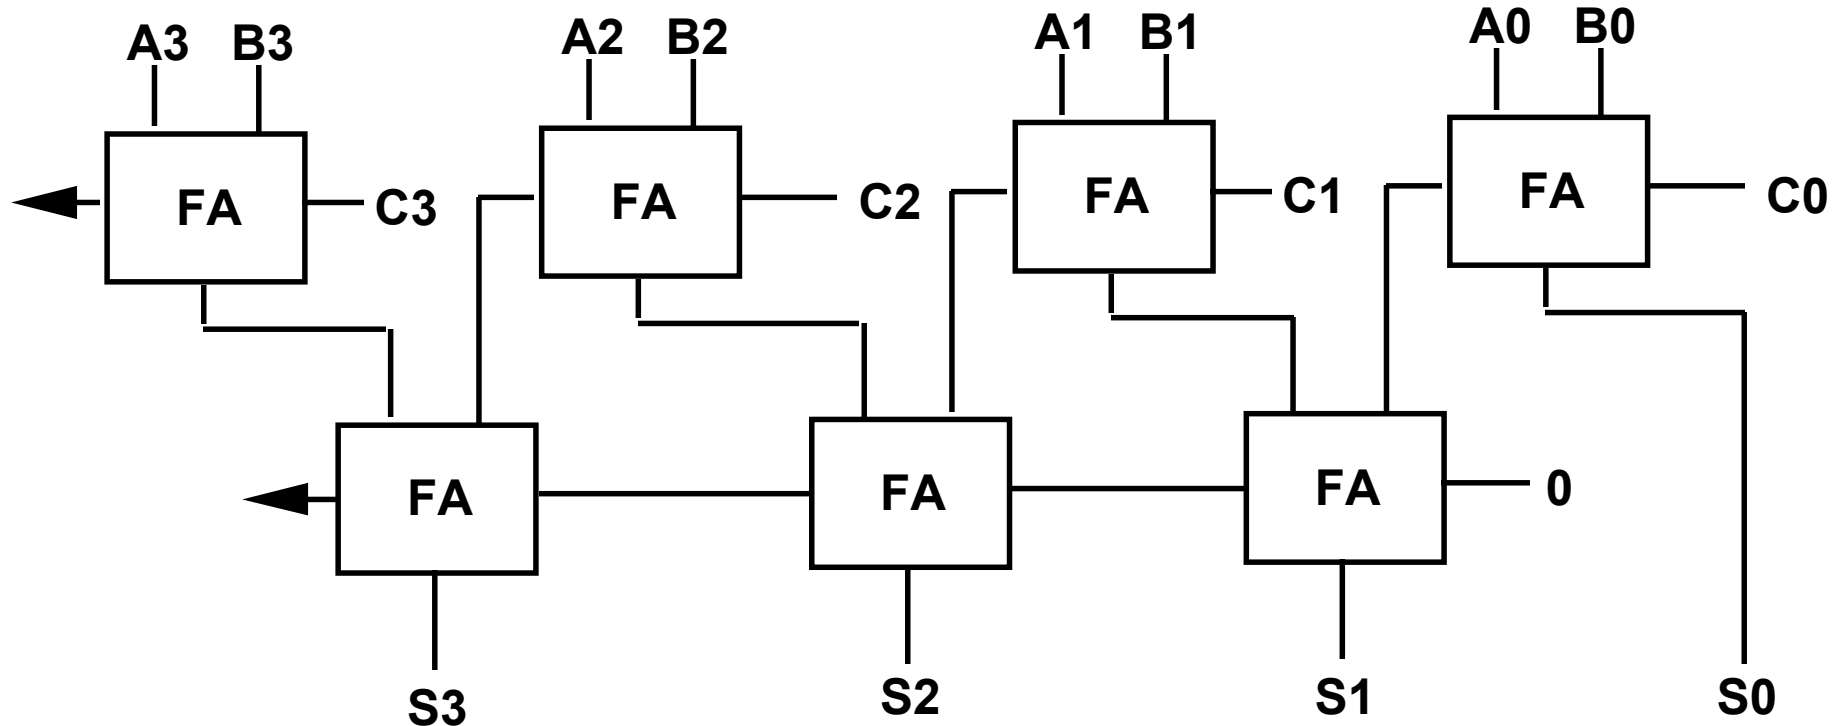 A3 B3 A2 B2 A1 B1 A0 B0
FA C3 FA C2 FA C1 FA C0
FA FA FA 0
S3 S2 S1 S0